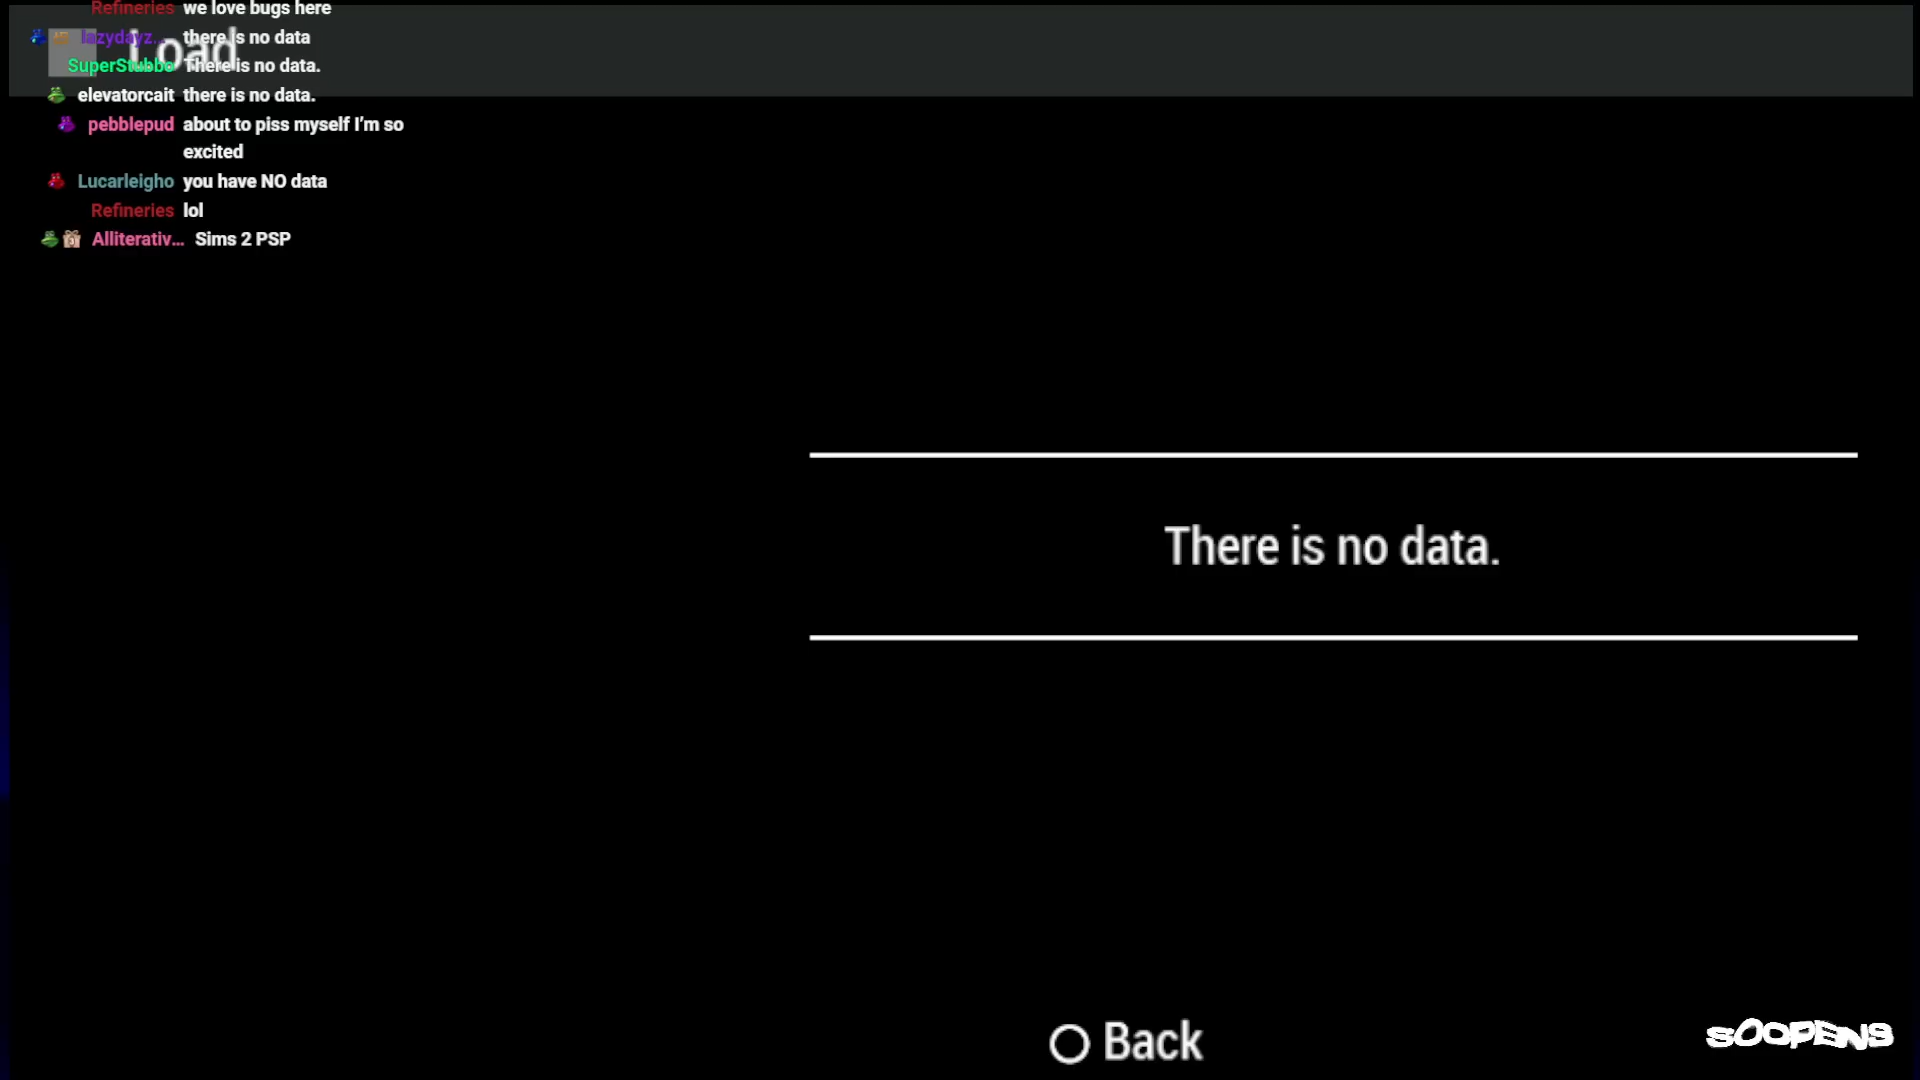 Refineries we love bugs here
Load
lazydayz... there is no data
SuperStubbo There is no data.
elevatorcait there is no data.
pebblepud about to piss myself I'm so
excited
Lucarleigho you have NO data
Refineries lol
Alliterativ... Sims 2 PSP
There is no data.
Back
SOOPENS